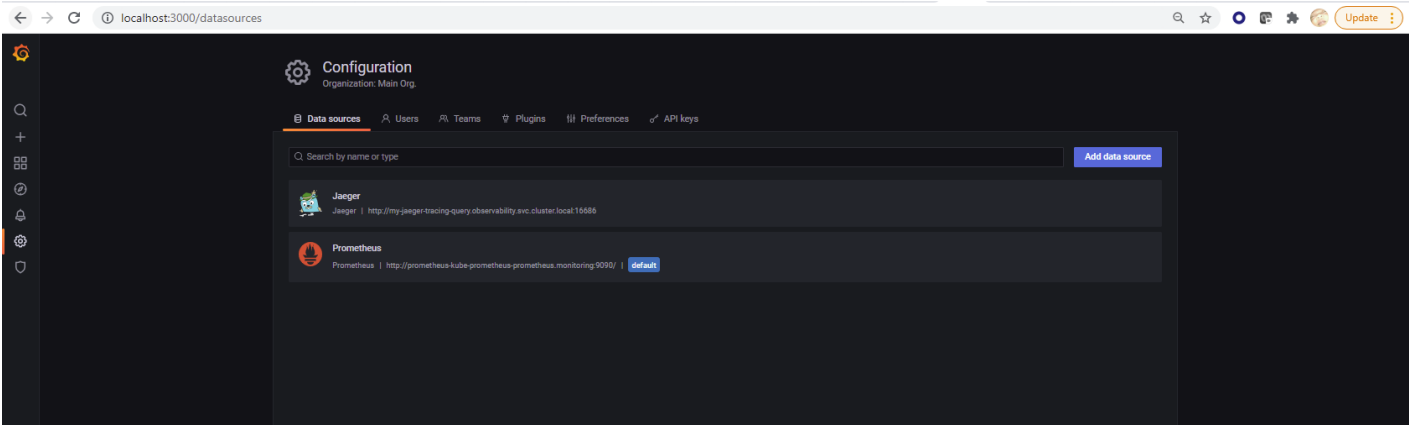 localhost:3000/datasources
Update
Configuration
Organization: Main Org.
Data sources Users Teams Plugins Preferences API keys
Search by name or type
Add data source
Jaeger
Jaeger | http://my-jaeger-tracing-query.observability.svc.cluster.local:16686
Prometheus
Prometheus | http://prometheus-kube-prometheus-prometheus.monitoring:9090/ | default